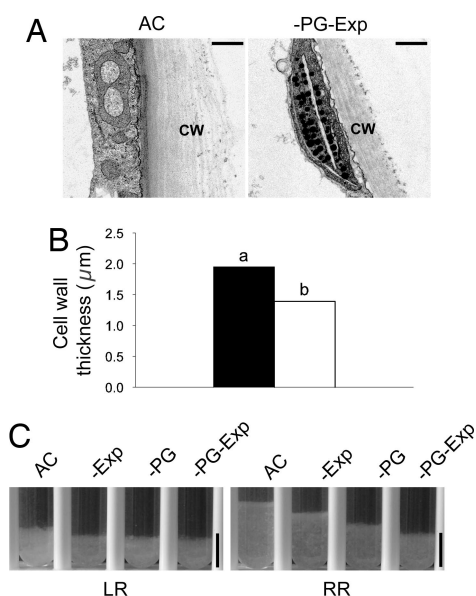 A
AC
-PG-Exp
CW
CW
B
Cell wall
thickness (μm)
2.5
2.0
1.5
1.0
0.5
0.0
a
b
C
AC
-Exp
-PG
-PG-Exp
AC
-Exp
-PG
-PG-Exp
LR
RR